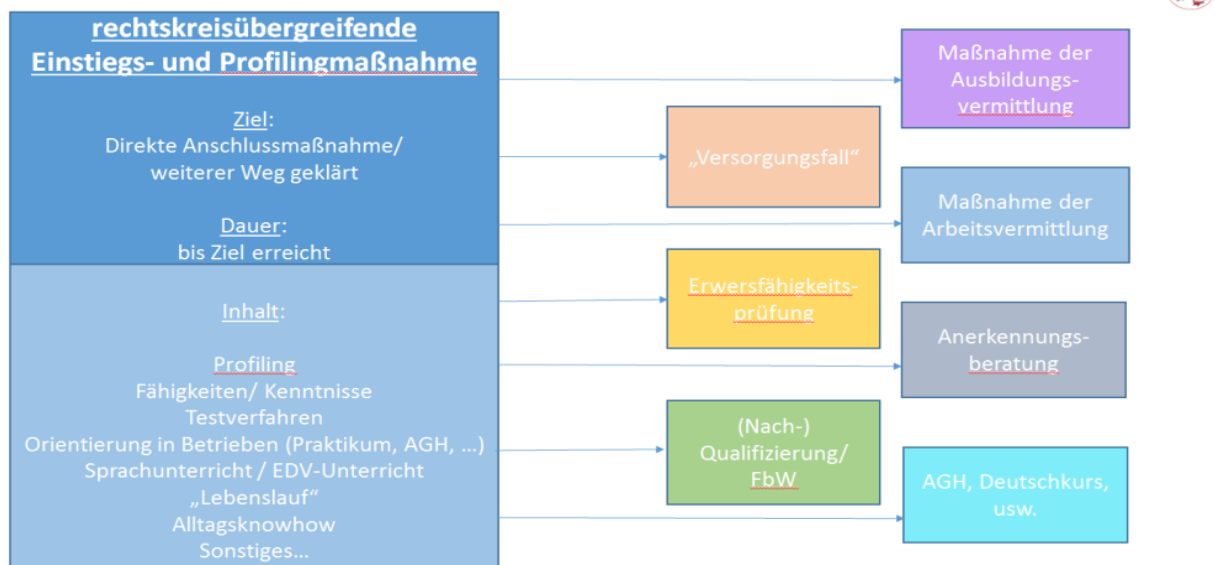 rechtskreisübergreifende
Einstiegs- und Profilingmaßnahme
Ziel:
Direkte Anschlussmaßnahme/
weiterer Weg geklärt
Dauer:
bis Ziel erreicht
Inhalt:
Profiling
Fähigkeiten/ Kenntnisse
Testverfahren
Orientierung in Betrieben (Praktikum, AGH, ...)
Sprachunterricht / EDV-Unterricht
„Lebenslauf“
Alltagsknowhow
Sonstiges...
Maßnahme der
Ausbildungs-
vermittlung
„Versorgungsfall“
Maßnahme der
Arbeitsvermittlung
Erwersfähigkeits-
prüfung
Anerkennungs-
beratung
(Nach-)
Qualifizierung/
FbW
AGH, Deutschkurs,
usw.